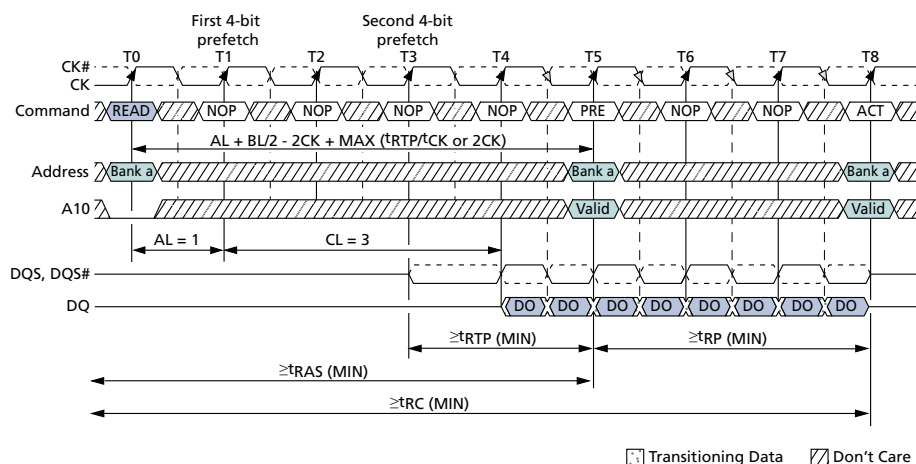 First 4-bit prefetch
Second 4-bit prefetch
T0 T1 T2 T3 T4 T5 T6 T7 T8
CK#
CK
Command READ NOP NOP NOP NOP PRE NOP NOP ACT
AL + BL/2 - 2CK + MAX (tRTP/tCK or 2CK)
Address Bank a Bank a Bank a
A10 Valid Valid
AL = 1 CL = 3
DQS, DQS#
DQ DO DO DO DO DO DO DO DO
≥tRTP (MIN) ≥tRP (MIN)
≥tRAS (MIN)
≥tRC (MIN)
Transitioning Data Don't Care